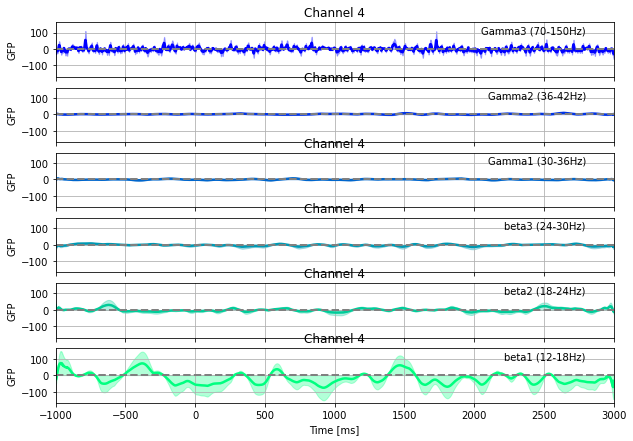 Channel 4
Gamma3 (70-150Hz)
GFP
100
0
−100
Channel 4
Gamma2 (36-42Hz)
GFP
100
0
−100
Channel 4
Gamma1 (30-36Hz)
GFP
100
0
−100
Channel 4
beta3 (24-30Hz)
GFP
100
0
−100
Channel 4
beta2 (18-24Hz)
GFP
100
0
−100
Channel 4
beta1 (12-18Hz)
GFP
100
0
−100
−1000 −500 0 500 1000 1500 2000 2500 3000
Time [ms]